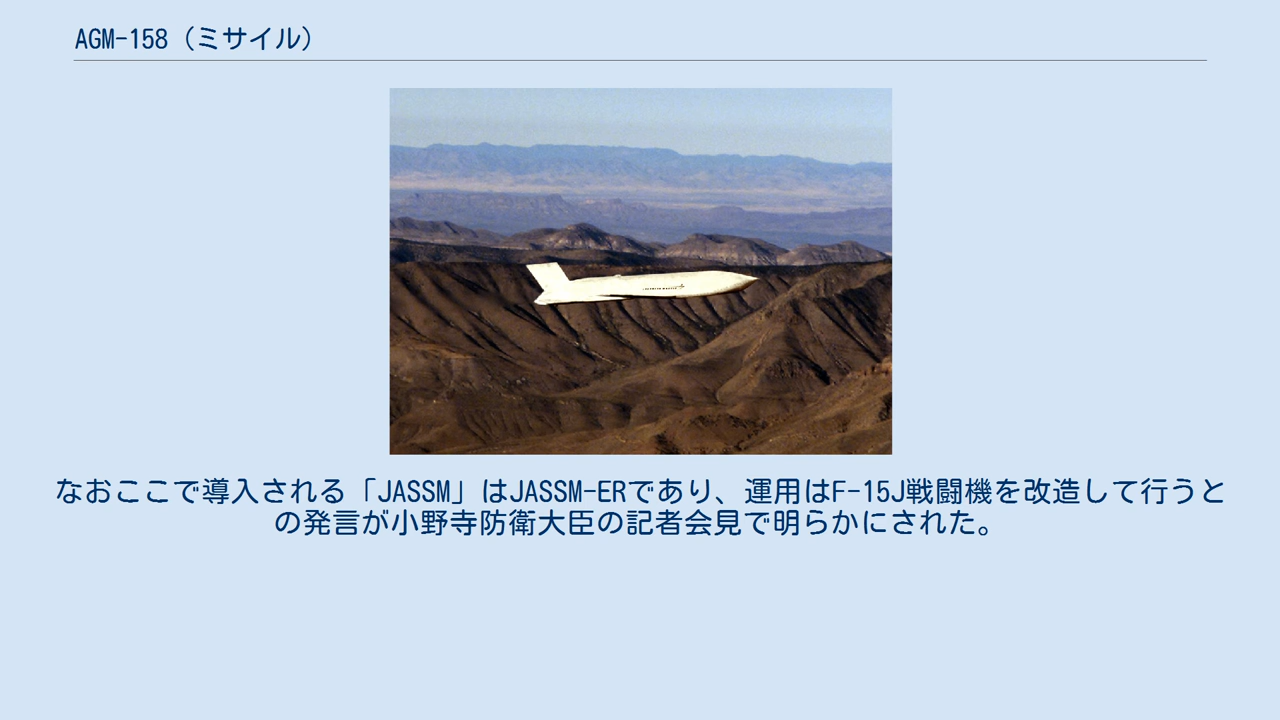 AGM-158（ミサイル）
なおここで導入される「JASSM」はJASSM-ERであり、運用はF-15J戦闘機を改造して行うと
の発言が小野寺防衛大臣の記者会見で明らかにされた。